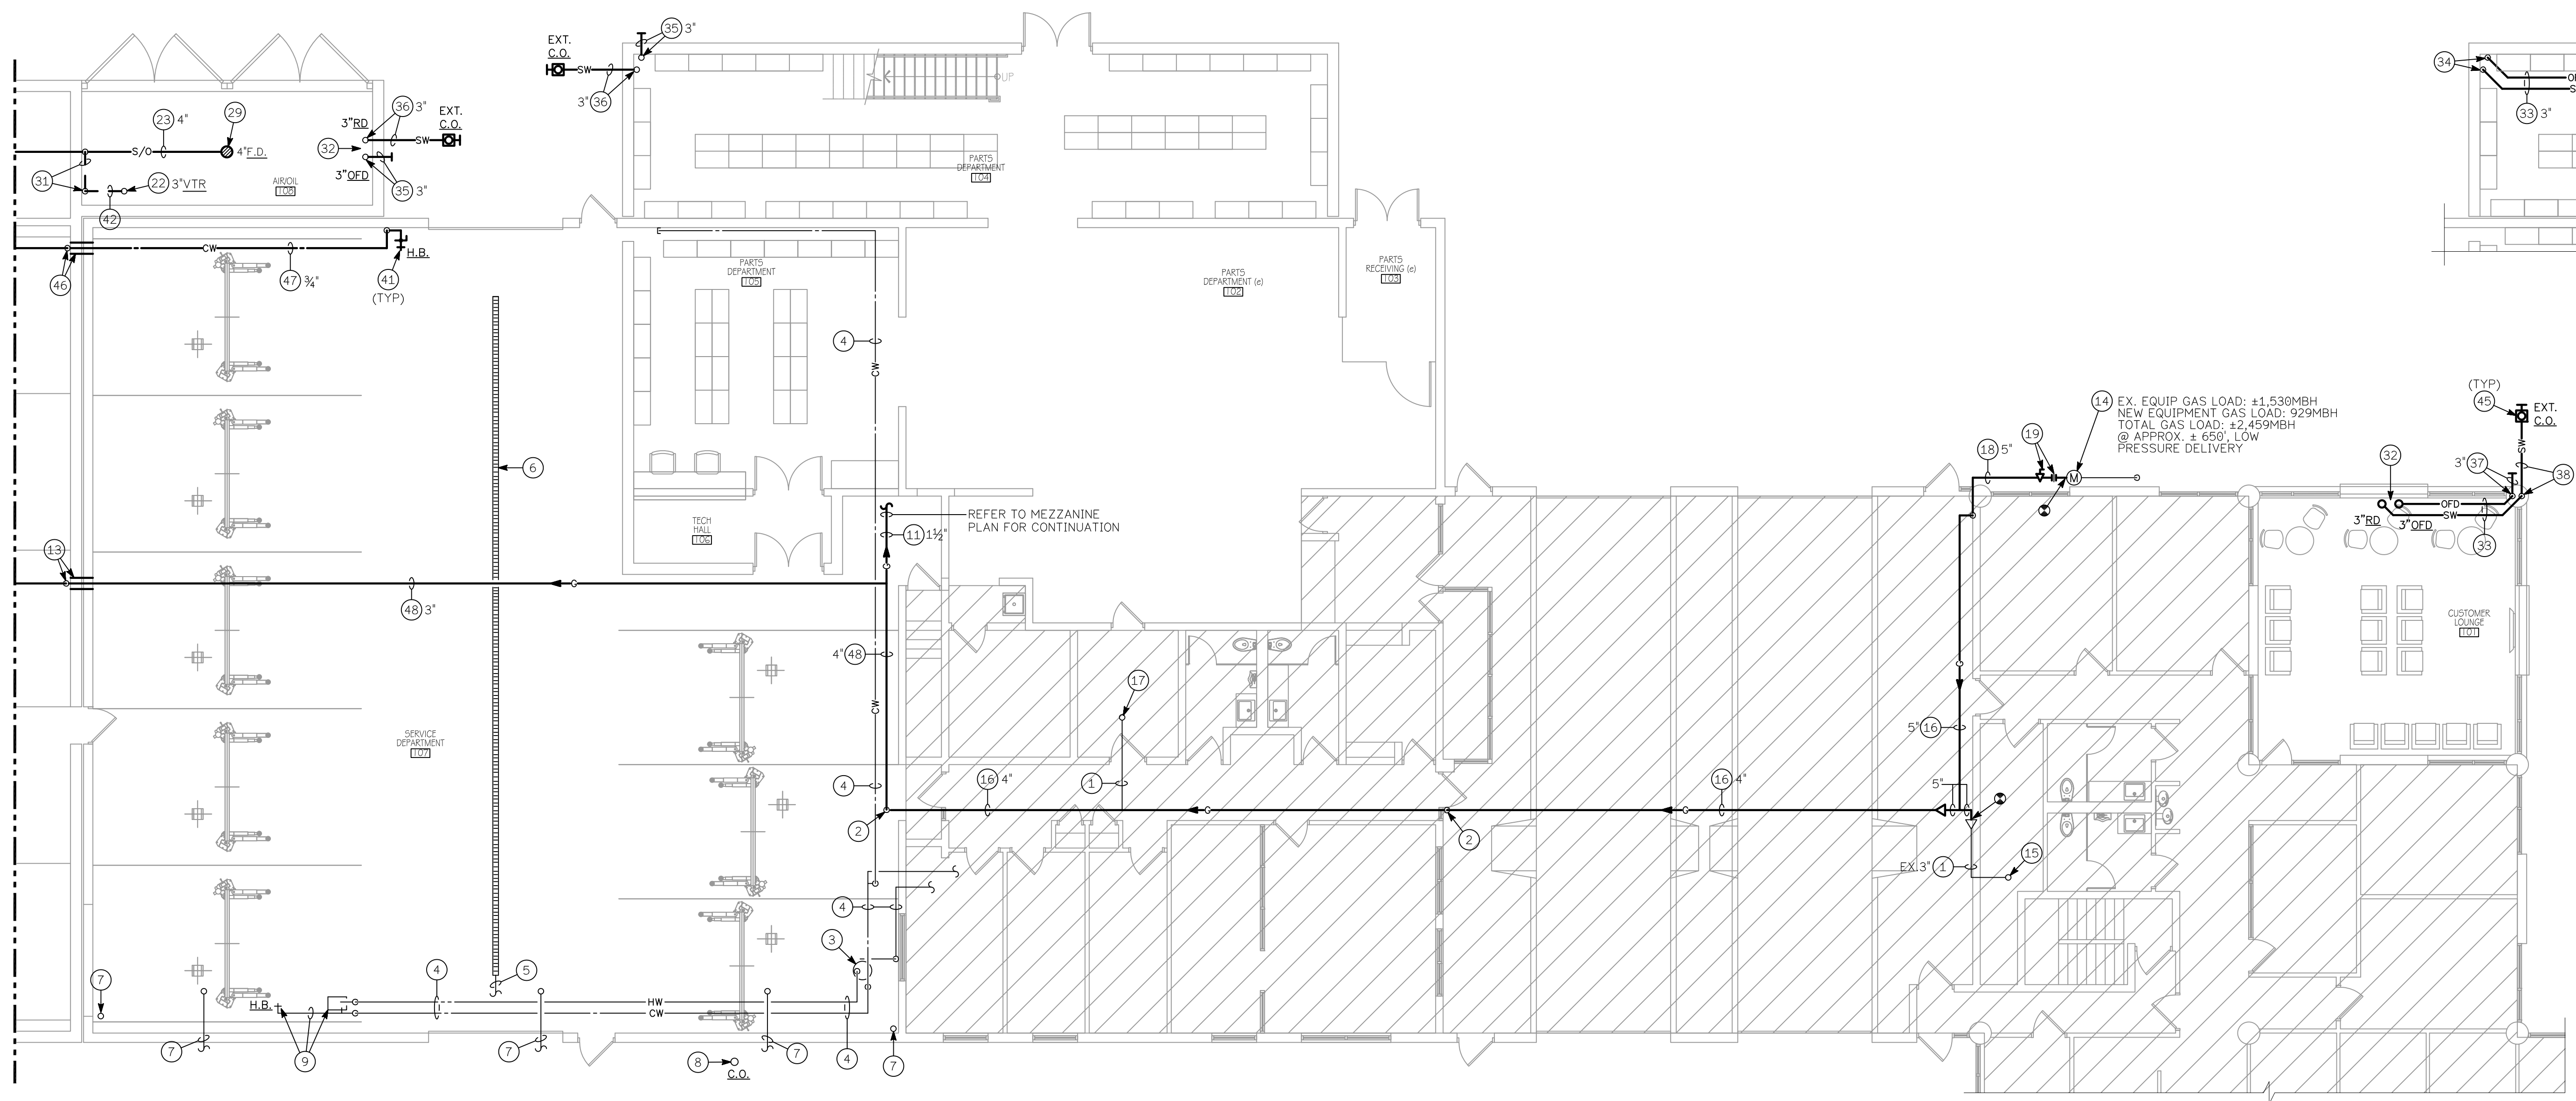 35 3"
EXT.
C.O.
SW
3" 36
UP
34
OF
S
33 3"
23 4"
29
36 3"
EXT.
C.O.
3"RD
SW
S/O
4"F.D.
32
3"OFD
31
22 3"VTR
AIR/OIL
108
35 3"
42
PARTS
DEPARTMENT
104
CW
H.B.
46
47 ¾"
41
(TYP)
PARTS
DEPARTMENT
105
PARTS
DEPARTMENT (e)
102
PARTS
RECEIVING (e)
103
4
CW
6
14
EX. EQUIP GAS LOAD: ±1,530MBH
NEW EQUIPMENT GAS LOAD: 929MBH
TOTAL GAS LOAD: ±2,459MBH
@ APPROX. ± 650', LOW
PRESSURE DELIVERY
(TYP)
45
EXT.
C.O.
SW
19
18 5"
M
32
3" 37
38
OFD
SW
3"RD
3"OFD
33
REFER TO MEZZANINE
PLAN FOR CONTINUATION
TECH
HALL
106
11 1½"
13
G
G
48 3"
4" 48
CUSTOMER
LOUNGE
101
17
G
CW
5" 16
SERVICE
DEPARTMENT
107
4
16 4"
1
16 4"
5"
2
G
G
2
15
EX.3" 1
4
3
7
4
5
H.B.
HW
CW
7
9
7
8
C.O.
7
4
7